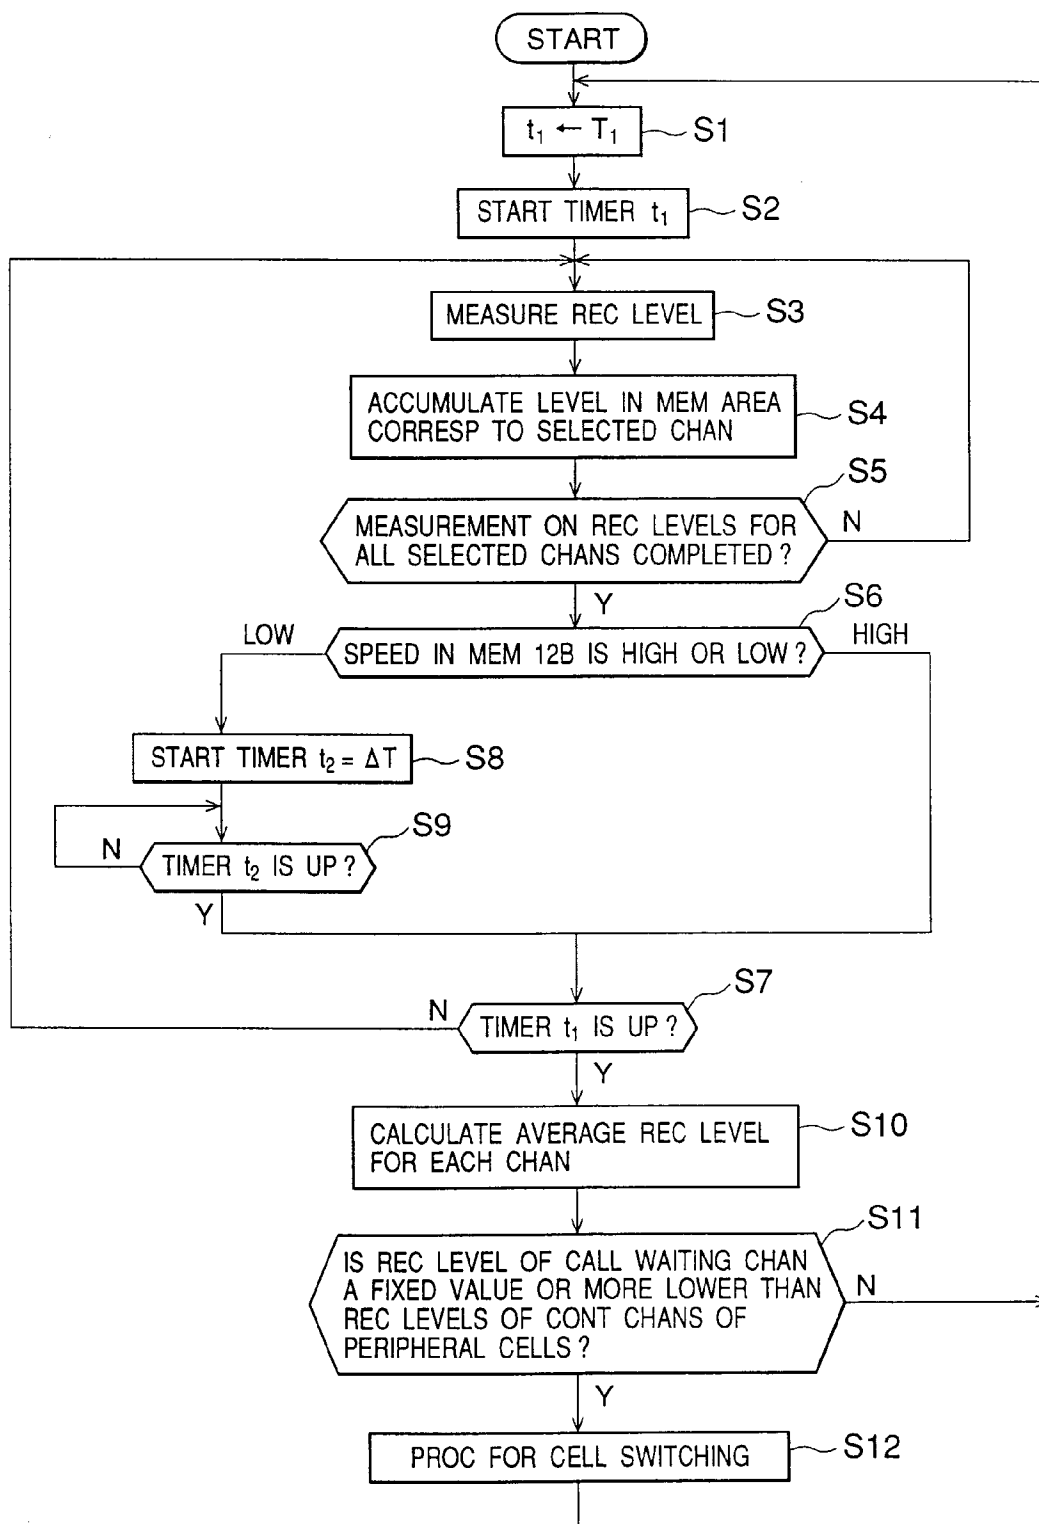 START
t₁ ← T₁
S1
START TIMER t₁
S2
MEASURE REC LEVEL
S3
ACCUMULATE LEVEL IN MEM AREA
CORRESP TO SELECTED CHAN
S4
S5
MEASUREMENT ON REC LEVELS FOR
ALL SELECTED CHANS COMPLETED?
N
Y
S6
LOW
SPEED IN MEM 12B IS HIGH OR LOW?
HIGH
START TIMER t₂ = ΔT
S8
S9
N
TIMER t₂ IS UP?
Y
S7
N
TIMER t₁ IS UP?
Y
CALCULATE AVERAGE REC LEVEL
FOR EACH CHAN
S10
S11
IS REC LEVEL OF CALL WAITING CHAN
A FIXED VALUE OR MORE LOWER THAN
REC LEVELS OF CONT CHANS OF
PERIPHERAL CELLS?
N
Y
PROC FOR CELL SWITCHING
S12